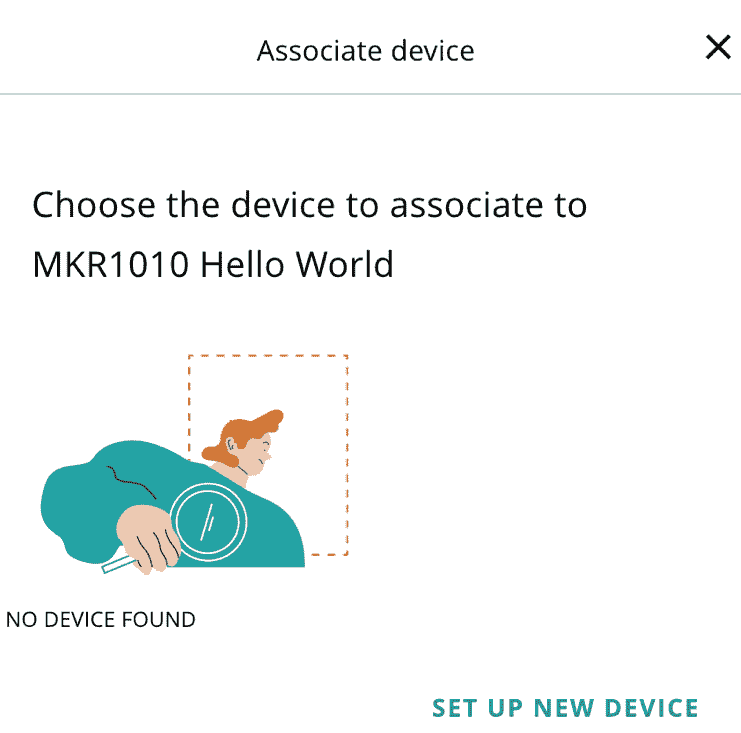 Associate device
Choose the device to associate to
MKR1010 Hello World
NO DEVICE FOUND
SET UP NEW DEVICE